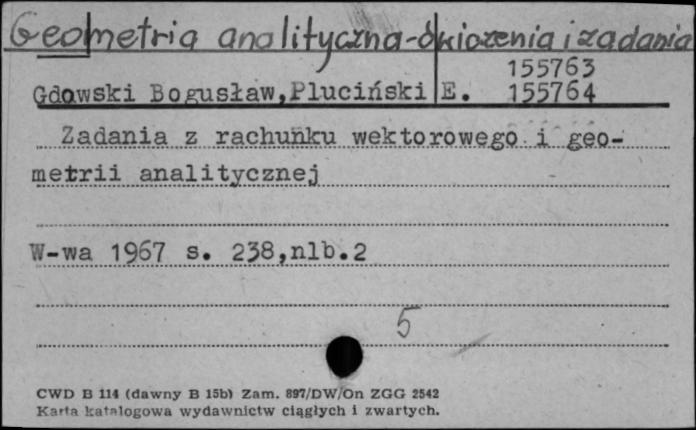 Geometria analityczna-ćwiczenia i zadania
155763
Gdowski Bogusław,Pluciński E. 155764
Zadania z rachunku wektorowego i geo-
metrii analitycznej
W-wa 1967 s. 238,nlb.2
5
CWD B 114 (dawny B 15b) Zam. 897/DW/On ZGG 2542
Karta katalogowa wydawnictw ciągłych i zwartych.